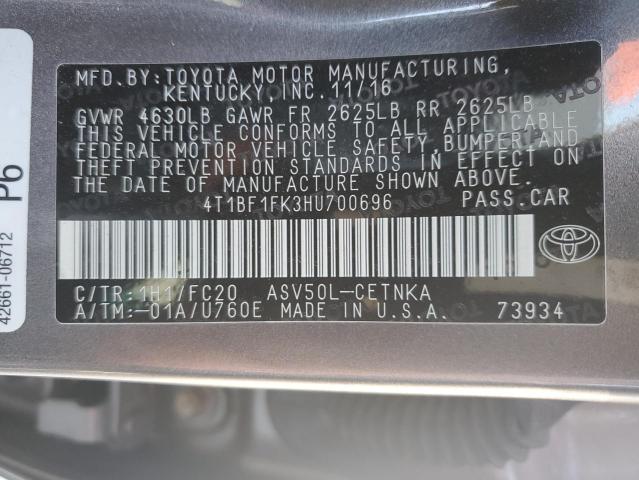 MFD. BY: TOYOTA MOTOR MANUFACTURING,
KENTUCKY, INC. 11/16
GVWR 4630LB GAWR FR 2625LB RR 2625LB
THIS VEHICLE CONFORMS TO ALL APPLICABLE
FEDERAL MOTOR VEHICLE SAFETY, BUMPER, AND
THEFT PREVENTION STANDARDS IN EFFECT ON
THE DATE OF MANUFACTURE SHOWN ABOVE.
4T1BF1FK3HU700696 PASS. CAR
C/TR: 1H1/FC20 ASV50L-CETNKA
A/TM: -01A/U760E MADE IN U.S.A. 73934
TOYOTA
42661-06712 P6